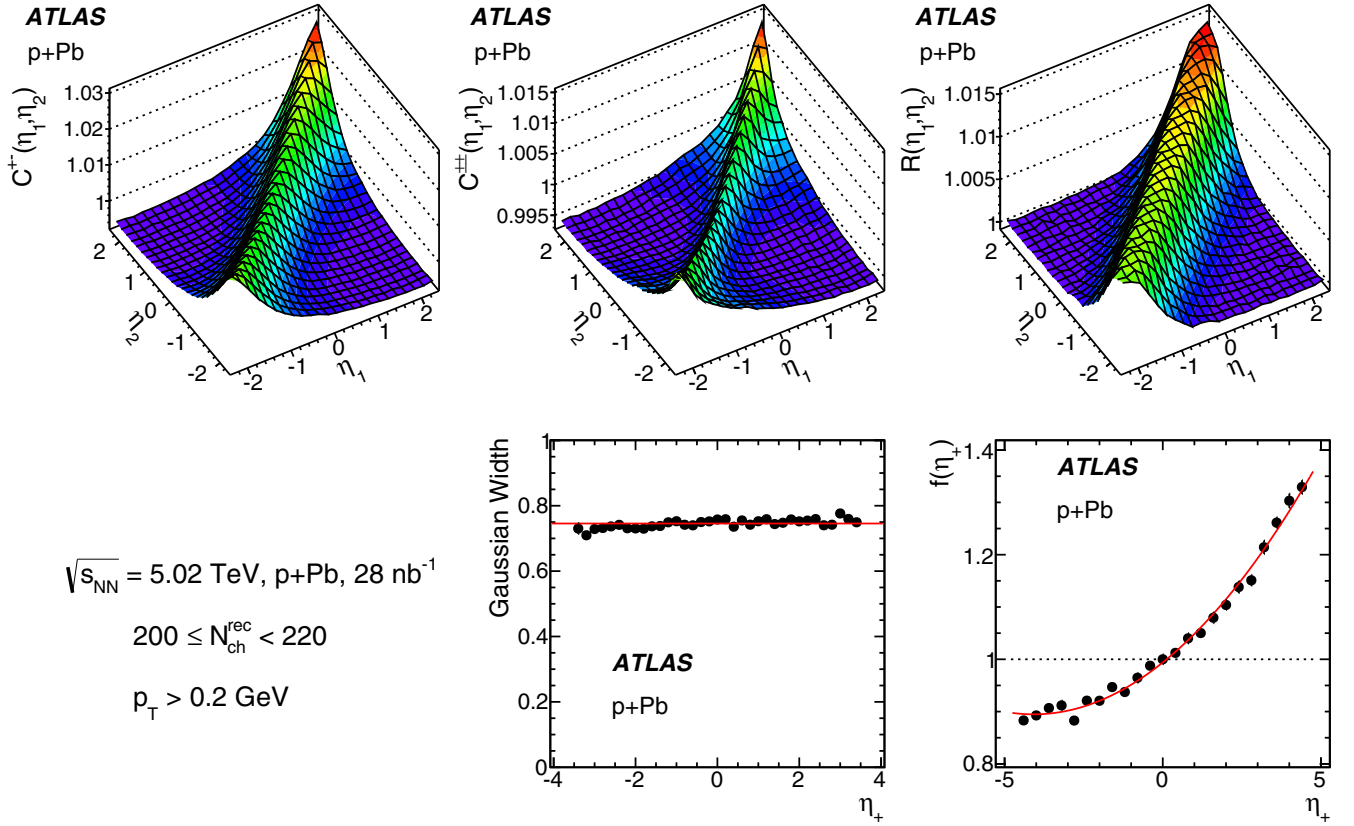 ATLAS
p+Pb
C⁺⁻(η₁,η₂)
1.03
1.02
1.01
1
2
1
0
-1
-2
η₂
-2
-1
0
1
2
η₁
ATLAS
p+Pb
C^±±(η₁,η₂)
1.015
1.01
1.005
1
0.995
2
1
0
-1
-2
η₂
-2
-1
0
1
2
η₁
ATLAS
p+Pb
R(η₁,η₂)
1.015
1.01
1.005
1
2
1
0
-1
-2
η₂
-2
-1
0
1
2
η₁
√s_NN = 5.02 TeV, p+Pb, 28 nb⁻¹
200 ≤ N_ch^rec < 220
p_T > 0.2 GeV
Gaussian Width
1
0.8
0.6
0.4
0.2
0
ATLAS
p+Pb
-4 -2 0 2 4
η₊
f(η₊)
1.4
1.2
1
0.8
ATLAS
p+Pb
-5 0 5
η₊